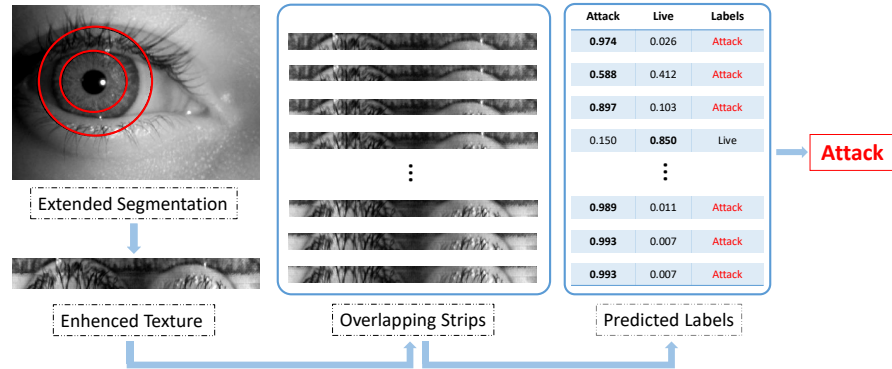 Attack Live Labels
0.974 0.026 Attack
0.588 0.412 Attack
0.897 0.103 Attack
0.150 0.850 Live
Attack
0.989 0.011 Attack
0.993 0.007 Attack
0.993 0.007 Attack
Extended Segmentation
Enhenced Texture
Overlapping Strips
Predicted Labels